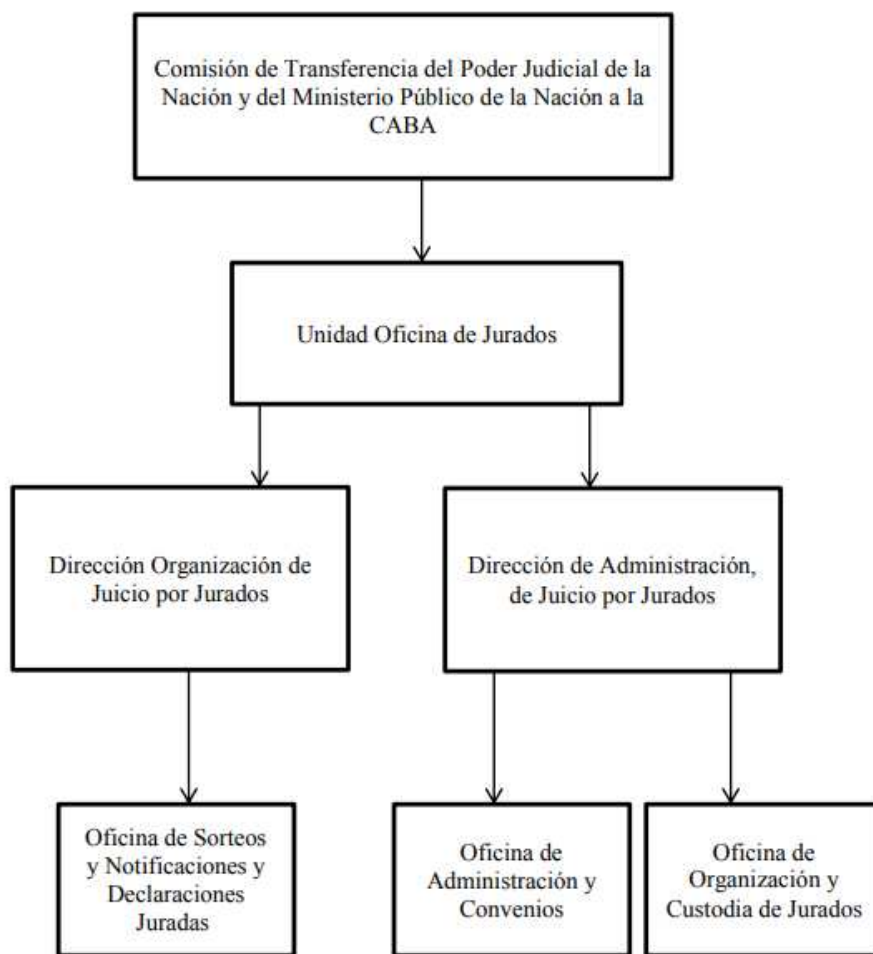 Comisión de Transferencia del Poder Judicial de la
Nación y del Ministerio Público de la Nación a la
CABA
Unidad Oficina de Jurados
Dirección Organización de
Juicio por Jurados
Dirección de Administración,
de Juicio por Jurados
Oficina de Sorteos
y Notificaciones y
Declaraciones
Juradas
Oficina de
Administración y
Convenios
Oficina de
Organización y
Custodia de Jurados